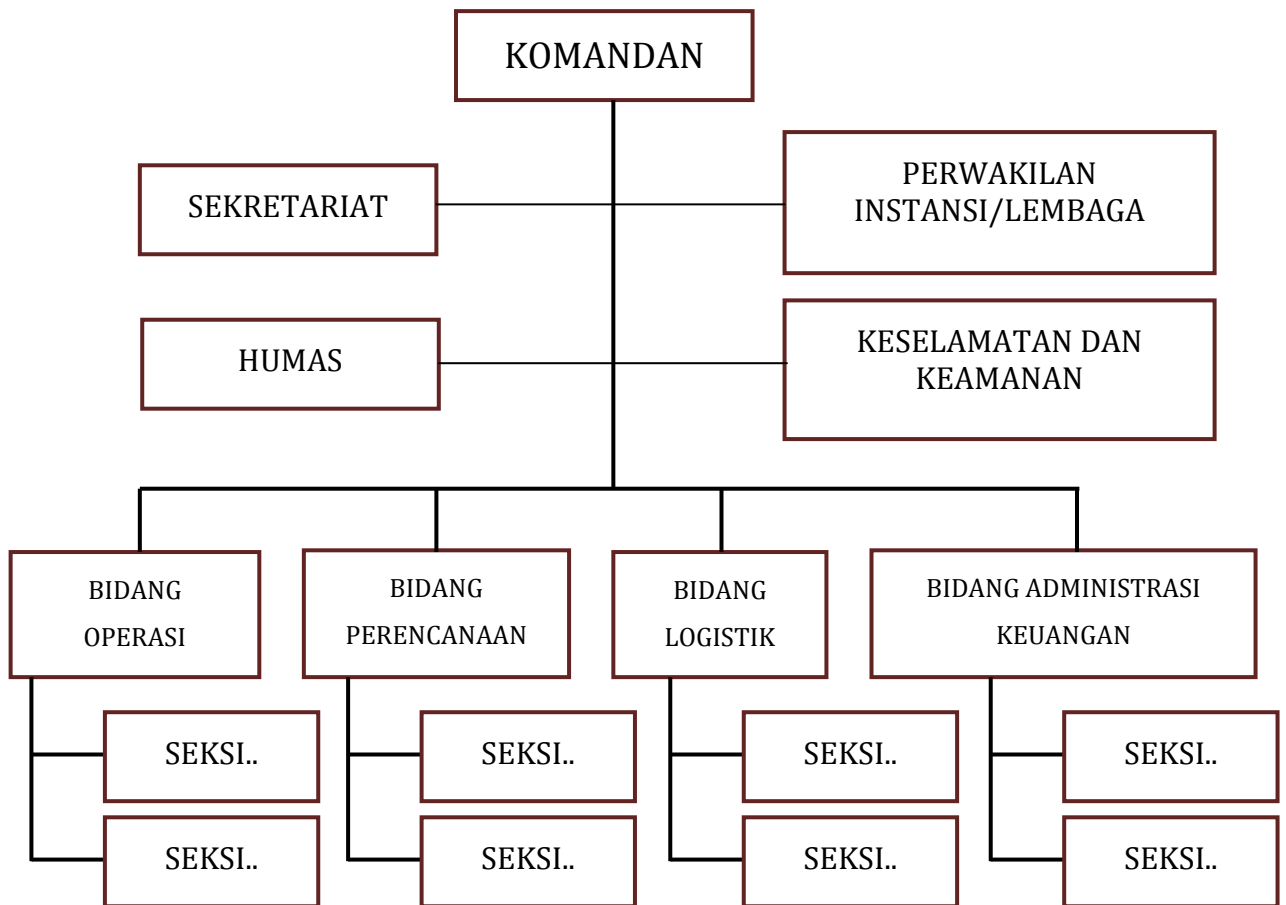 KOMANDAN
SEKRETARIAT
PERWAKILAN
INSTANSI/LEMBAGA
HUMAS
KESELAMATAN DAN
KEAMANAN
BIDANG
OPERASI
BIDANG
PERENCANAAN
BIDANG
LOGISTIK
BIDANG ADMINISTRASI
KEUANGAN
SEKSI..
SEKSI..
SEKSI..
SEKSI..
SEKSI..
SEKSI..
SEKSI..
SEKSI..